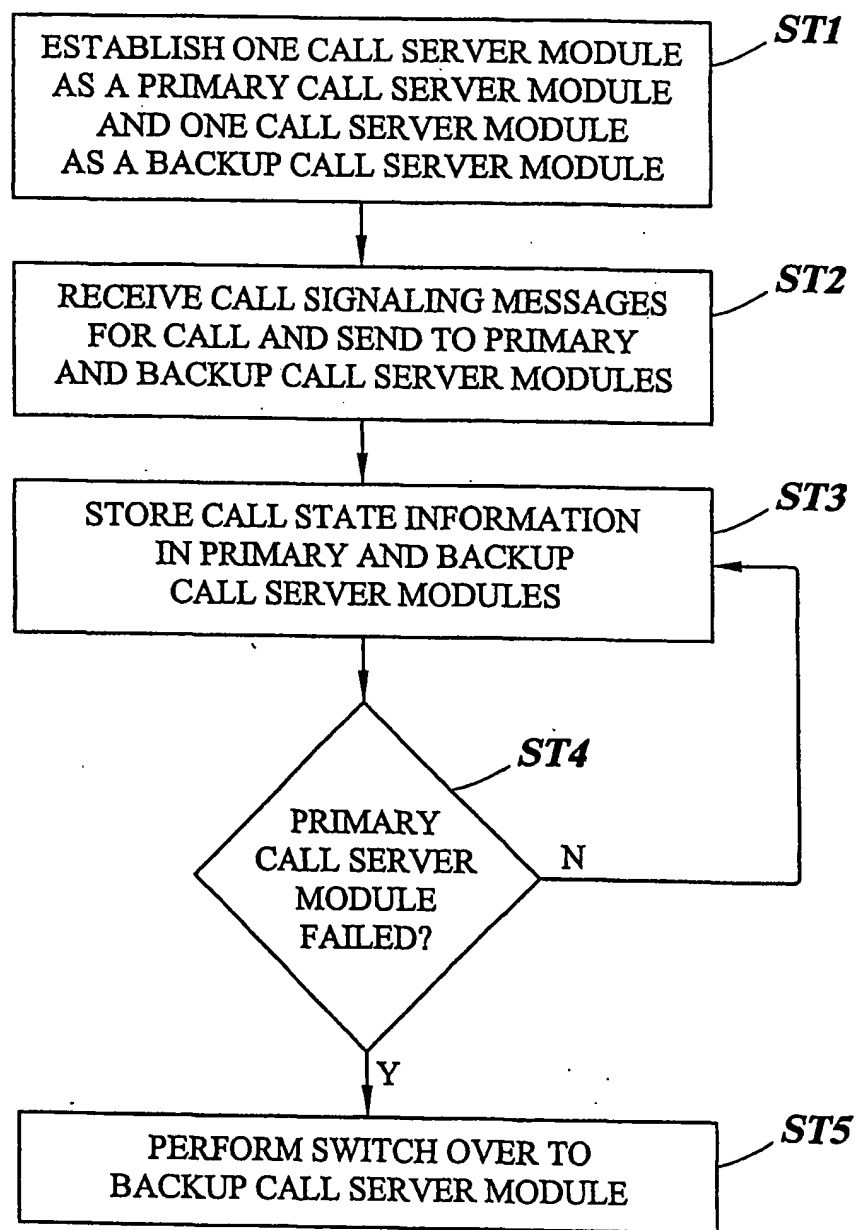 ESTABLISH ONE CALL SERVER MODULE
AS A PRIMARY CALL SERVER MODULE
AND ONE CALL SERVER MODULE
AS A BACKUP CALL SERVER MODULE
ST1
RECEIVE CALL SIGNALING MESSAGES
FOR CALL AND SEND TO PRIMARY
AND BACKUP CALL SERVER MODULES
ST2
STORE CALL STATE INFORMATION
IN PRIMARY AND BACKUP
CALL SERVER MODULES
ST3
PRIMARY
CALL SERVER
MODULE
FAILED?
ST4
N
Y
PERFORM SWITCH OVER TO
BACKUP CALL SERVER MODULE
ST5